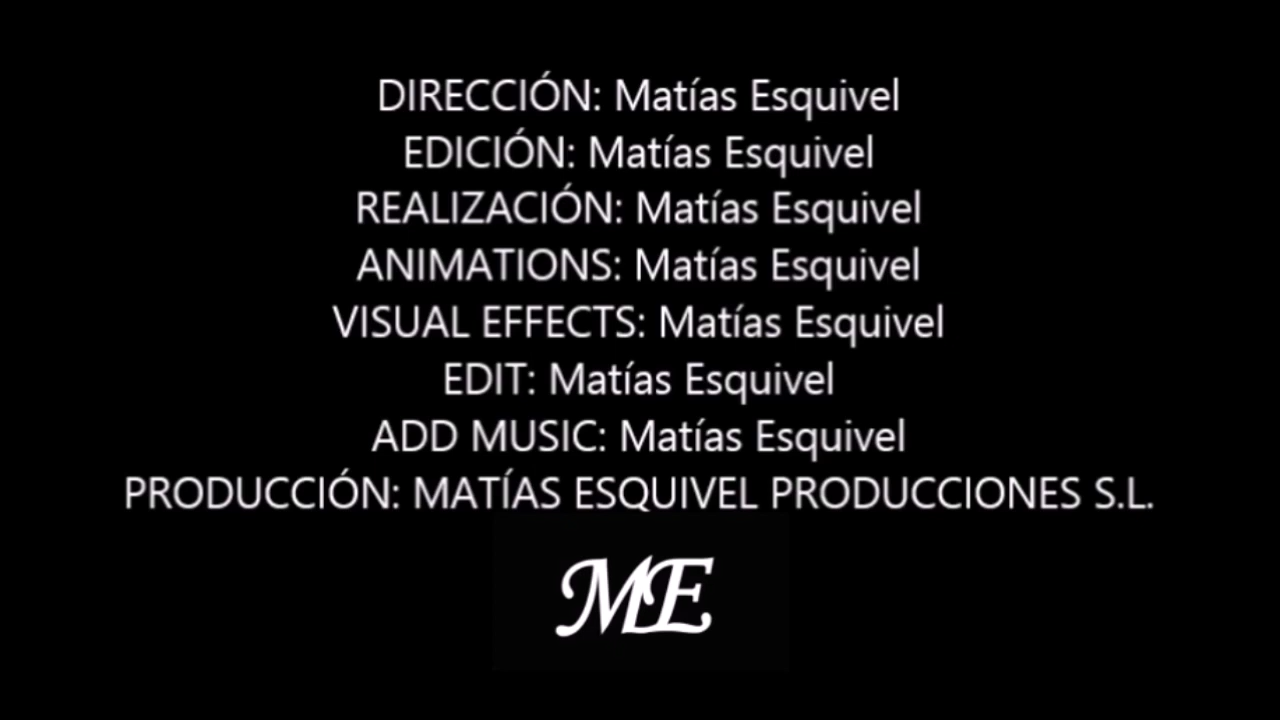 DIRECCIÓN: Matías Esquivel
EDICIÓN: Matías Esquivel
REALIZACIÓN: Matías Esquivel
ANIMATIONS: Matías Esquivel
VISUAL EFFECTS: Matías Esquivel
EDIT: Matías Esquivel
ADD MUSIC: Matías Esquivel
PRODUCCIÓN: MATÍAS ESQUIVEL PRODUCCIONES S.L.
ME